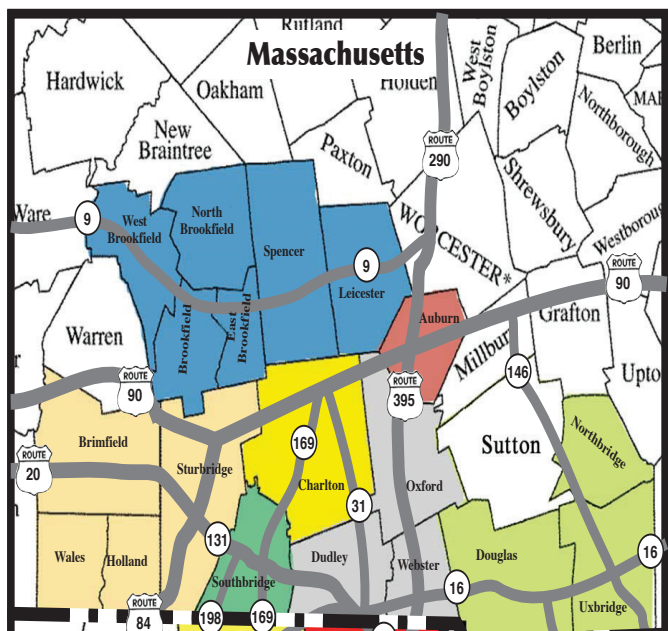 Rutland
Massachusetts
Berlin
Hardwick
Oakham
Holden
West
Boylston
Boylston
Northborough
New
Braintree
Paxton
ROUTE
290
Shrewsbury
Westboroug
Ware
9
West
Brookfield
North
Brookfield
Spencer
WORCESTER*
9
Leicester
ROUTE
90
Warren
Brookfield
East
Brookfield
Auburn
Millbur
Grafton
Upto
ROUTE
90
ROUTE
395
146
169
Brimfield
Sturbridge
Charlton
Oxford
Sutton
Northbridge
ROUTE
20
31
131
Wales
Holland
Southbridge
Dudley
Webster
Douglas
16
16
Uxbridge
ROUTE
84
198
169